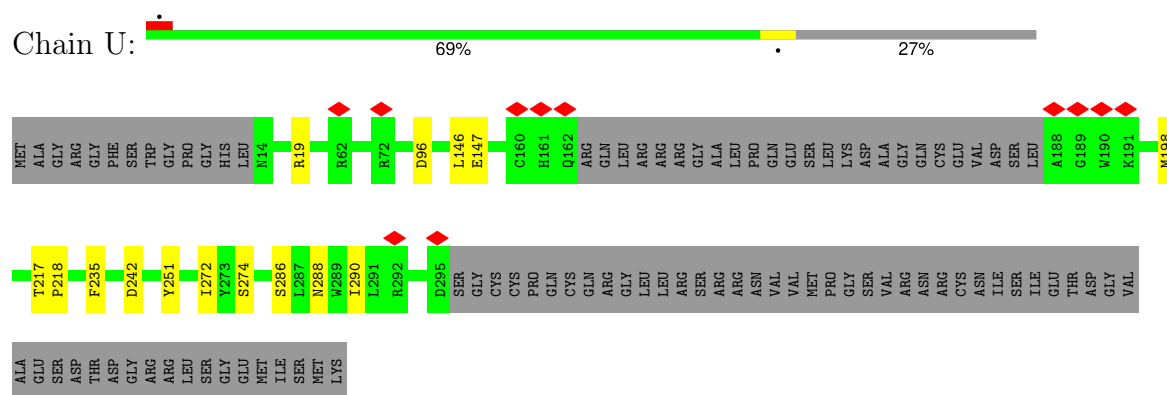 Chain U:
69% 27%
MET ALA GLY ARG GLY PHE SER TRP GLY PRO GLY HIS LEU N14 R19 R62 R72 D96 L146 E147 C160 H161 Q162 ARG GLN LEU ARG ARG ARG GLY ALA LEU PRO GLN GLU SER LEU LYS ASP ALA GLY GLN CYS GLU VAL ASP SER LEU A188 G189 W190 K191 M198
T217 P218 F235 D242 Y251 I272 Y273 S274 S286 L287 N288 W289 I290 L291 R292 D295 SER GLY CYS CYS PRO GLN CYS GLN ARG GLY LEU LEU ARG SER ARG ARG ASN VAL VAL MET PRO GLY SER VAL ARG ASN ARG CYS ASN ILE SER ILE GLU THR ASP GLY VAL
ALA GLU SER ASP THR ASP GLY ARG ARG LEU SER GLY GLU MET ILE SER MET LYS